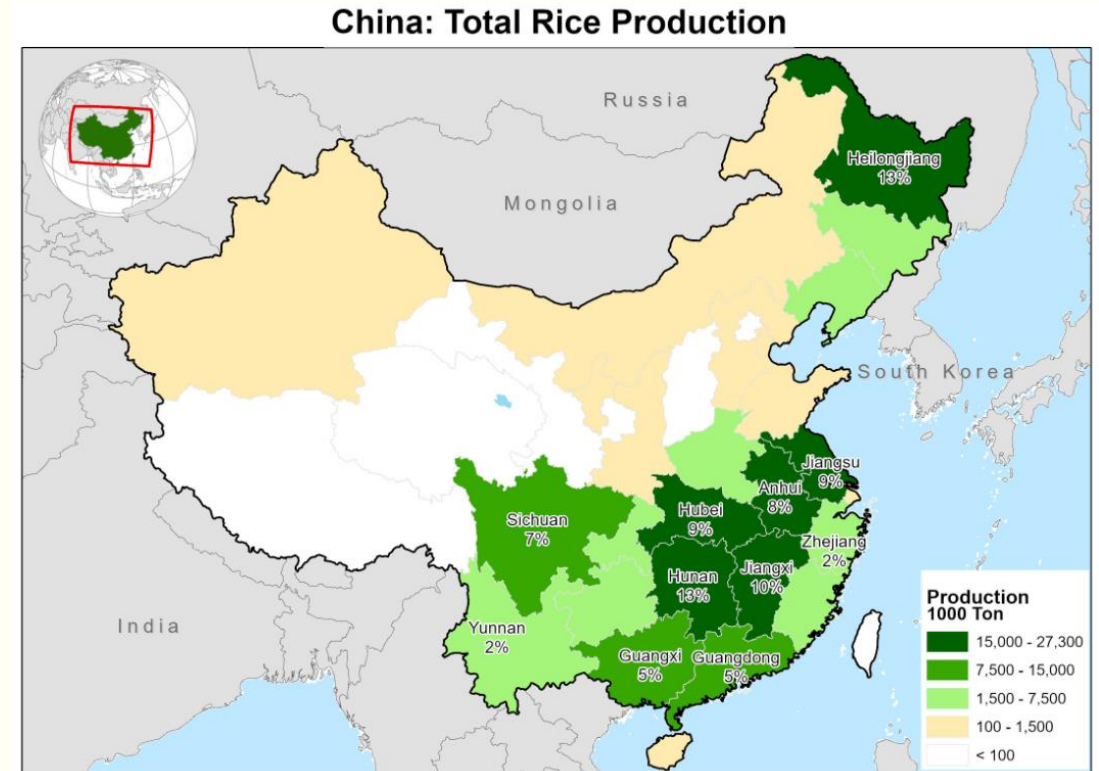 China: Total Rice Production
Russia
Mongolia
Heilongjiang
13%
South Korea
Jiangsu
9%
Anhui
8%
Hubei
9%
Sichuan
7%
Zhejiang
2%
Jiangxi
10%
Hunan
13%
India
Yunnan
2%
Guangxi
5%
Guangdong
5%
Production
1000 Ton
15,000 - 27,300
7,500 - 15,000
1,500 - 7,500
100 - 1,500
< 100